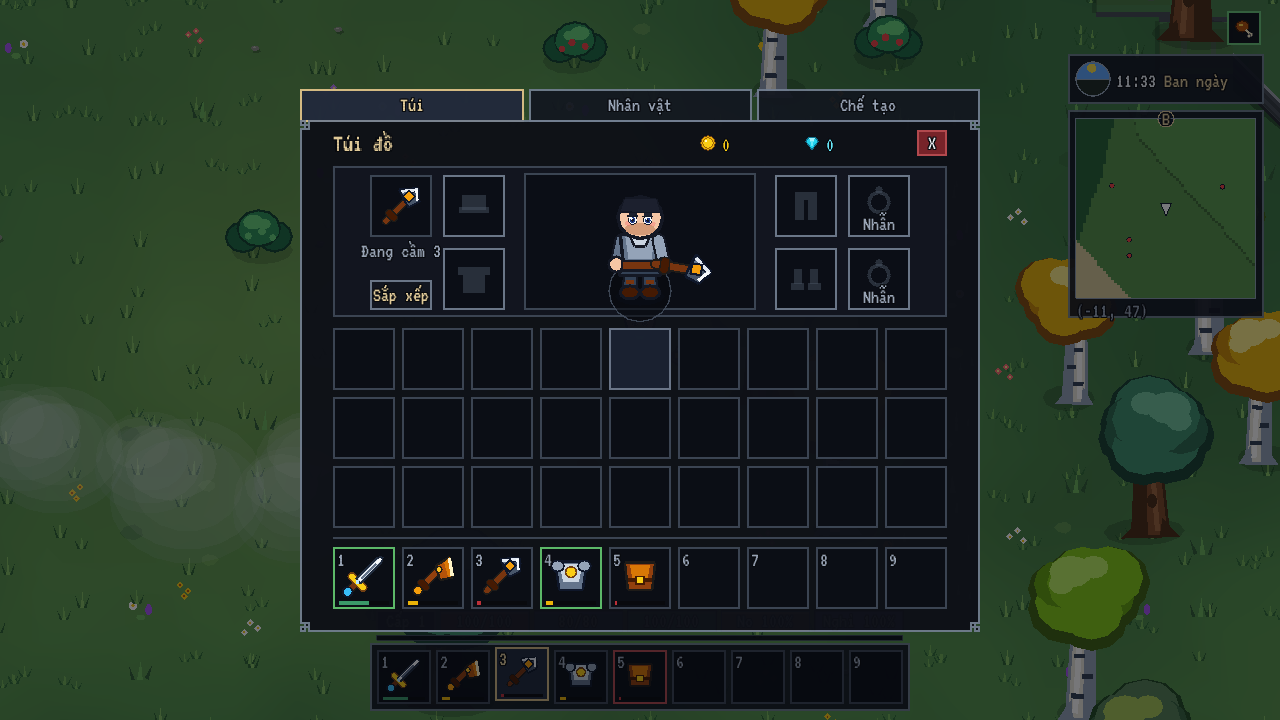 Túi
Nhân vật
Chế tạo
11:33 Ban ngày
B
Túi đồ
0
0
X
Đang cầm 3
Sắp xếp
Nhẫn
Nhẫn
(-11, 47)
1 2 3 4 5 6 7 8 9
1 2 3 4 5 6 7 8 9